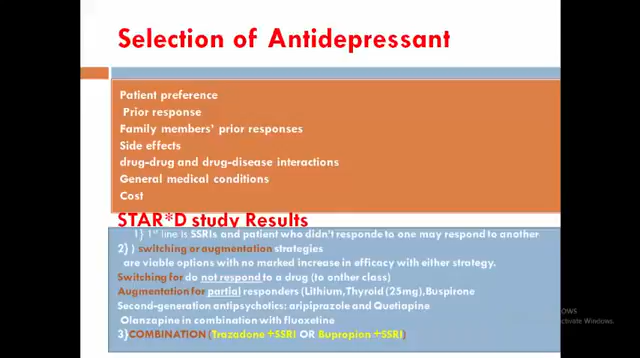 Selection of Antidepressant
Patient preference
Prior response
Family members' prior responses
Side effects
drug-drug and drug-disease interactions
General medical conditions
Cost
STAR*D study Results
1) 1st line is SSRIs and patient who didn't responde to one may respond to another
2) ) switching or augmentation strategies
are viable options with no marked increase in efficacy with either strategy.
Switching for do not respond to a drug (to onther class)
Augmentation for partial responders (Lithium,Thyroid (25mg),Buspirone
Second-generation antipsychotics: aripiprazole and Quetiapine
Olanzapine in combination with fluoxetine
3)COMBINATION (Trazadone +SSRI OR Bupropion +SSRI)
ctivate Windows.